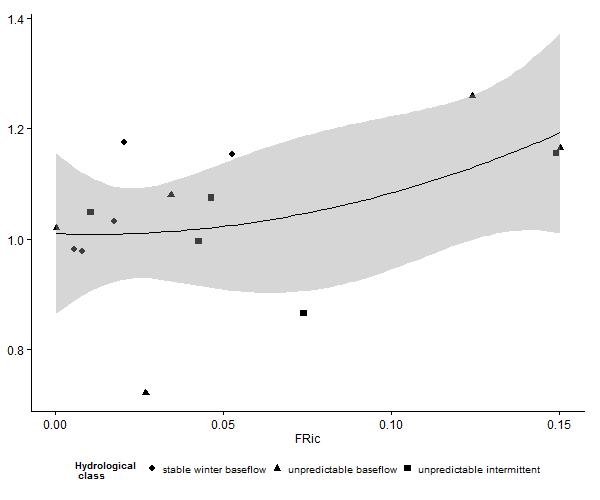 1.4
1.2
1.0
0.8
0.00 0.05 0.10 0.15
FRic
Hydrological
class
stable winter baseflow unpredictable baseflow unpredictable intermittent